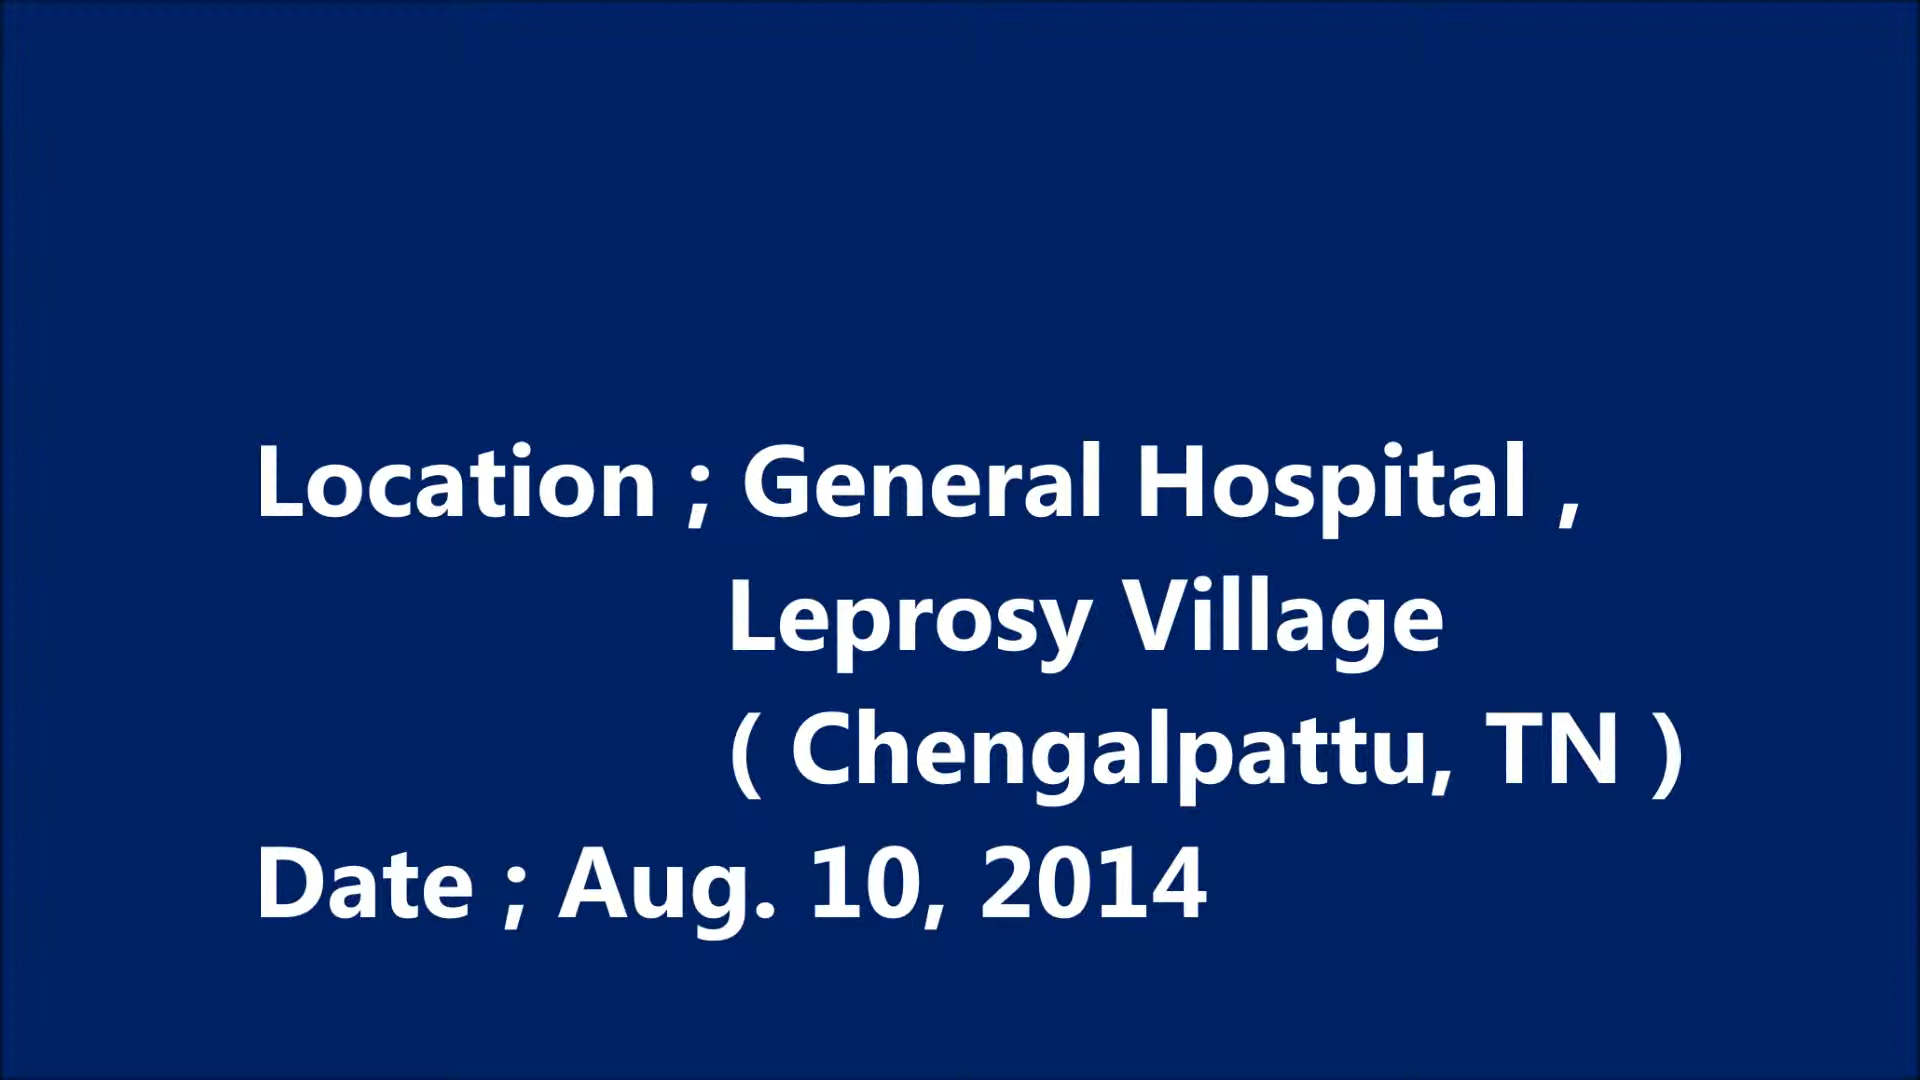 Location ; General Hospital ,
Leprosy Village
( Chengalpattu, TN )
Date ; Aug. 10, 2014